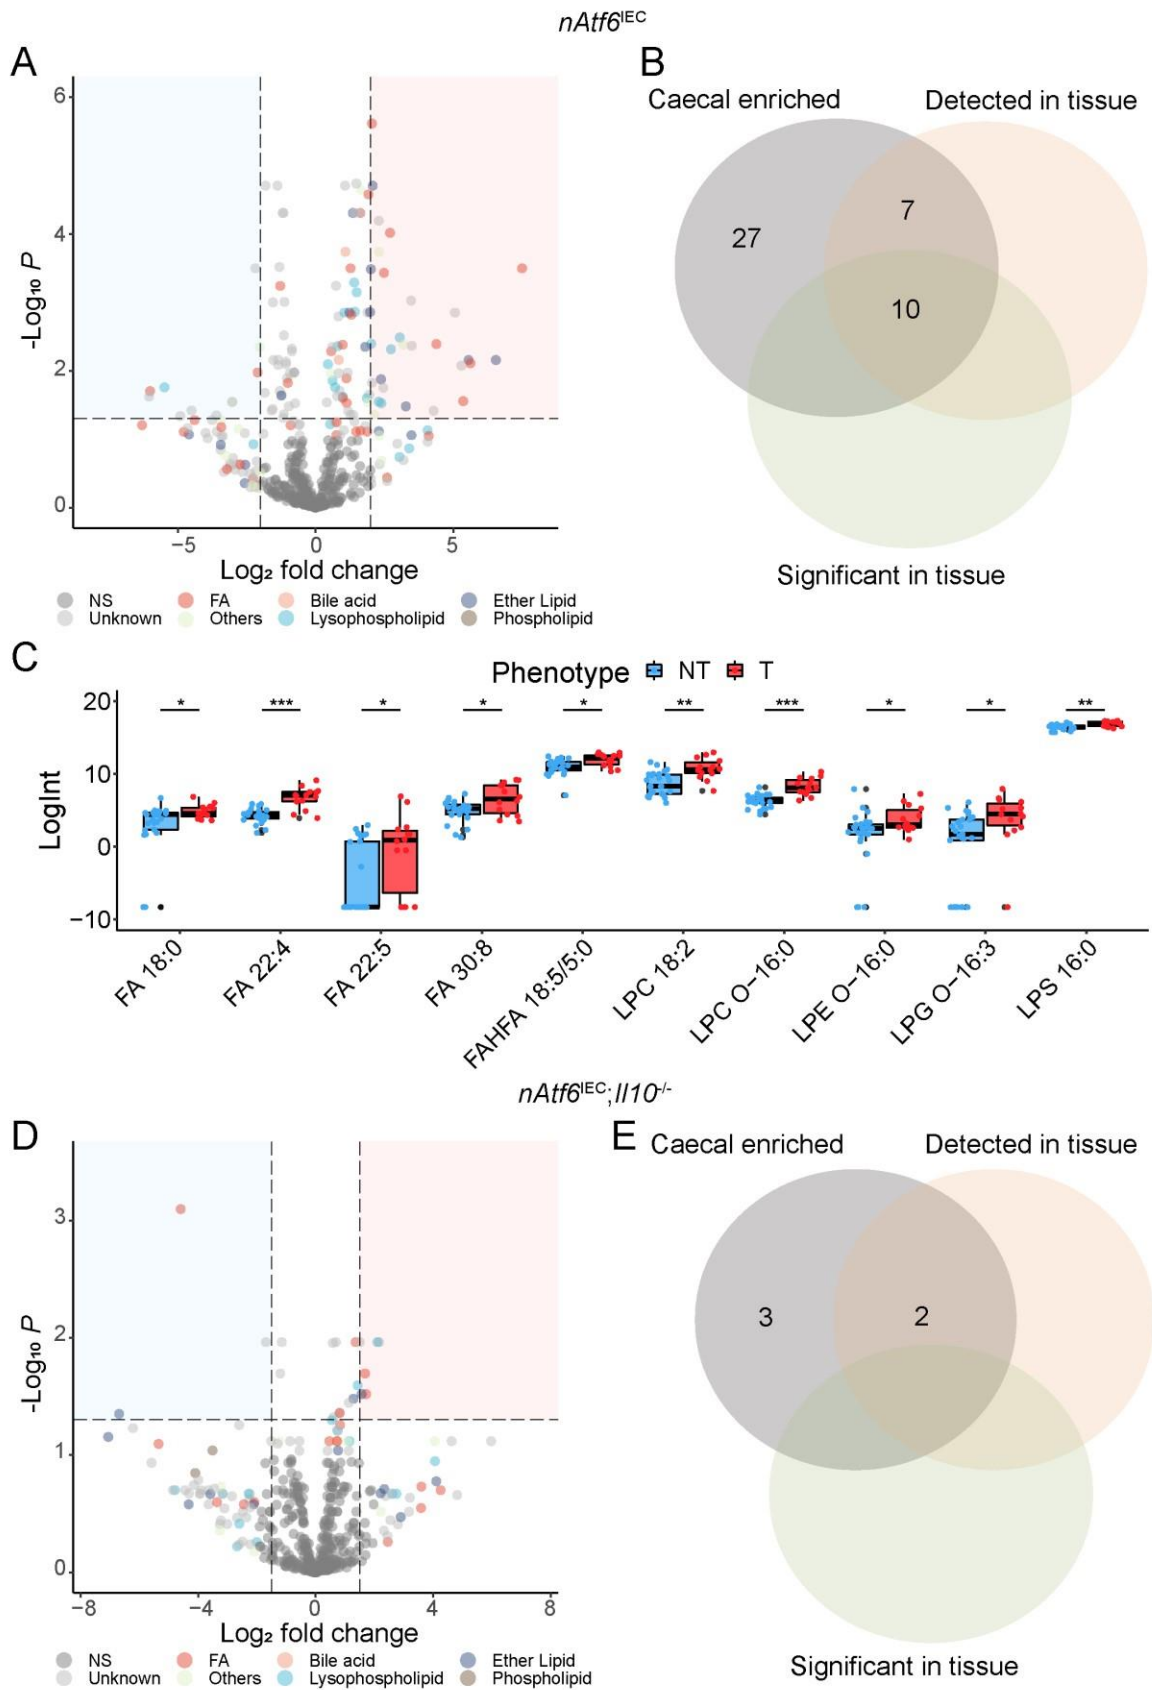 nAtf6ᴵᴱᶜ
A
B
6
4
2
0
-Log₁₀ P
−5
0
5
Log₂ fold change
NS
FA
Bile acid
Ether Lipid
Unknown
Others
Lysophospholipid
Phospholipid
Caecal enriched
Detected in tissue
27
7
10
Significant in tissue
C
Phenotype NT T
20
10
0
−10
LogInt
* *** * * * ** *** * * **
FA 18:0
FA 22:4
FA 22:5
FA 30:8
FAHFA 18:5/5:0
LPC 18:2
LPC O−16:0
LPE O−16:0
LPG O−16:3
LPS 16:0
nAtf6ᴵᴱᶜ;Il10⁻/⁻
D
E
3
2
1
0
-Log₁₀ P
−8
−4
0
4
8
Log₂ fold change
NS
FA
Bile acid
Ether Lipid
Unknown
Others
Lysophospholipid
Phospholipid
Caecal enriched
Detected in tissue
3
2
Significant in tissue